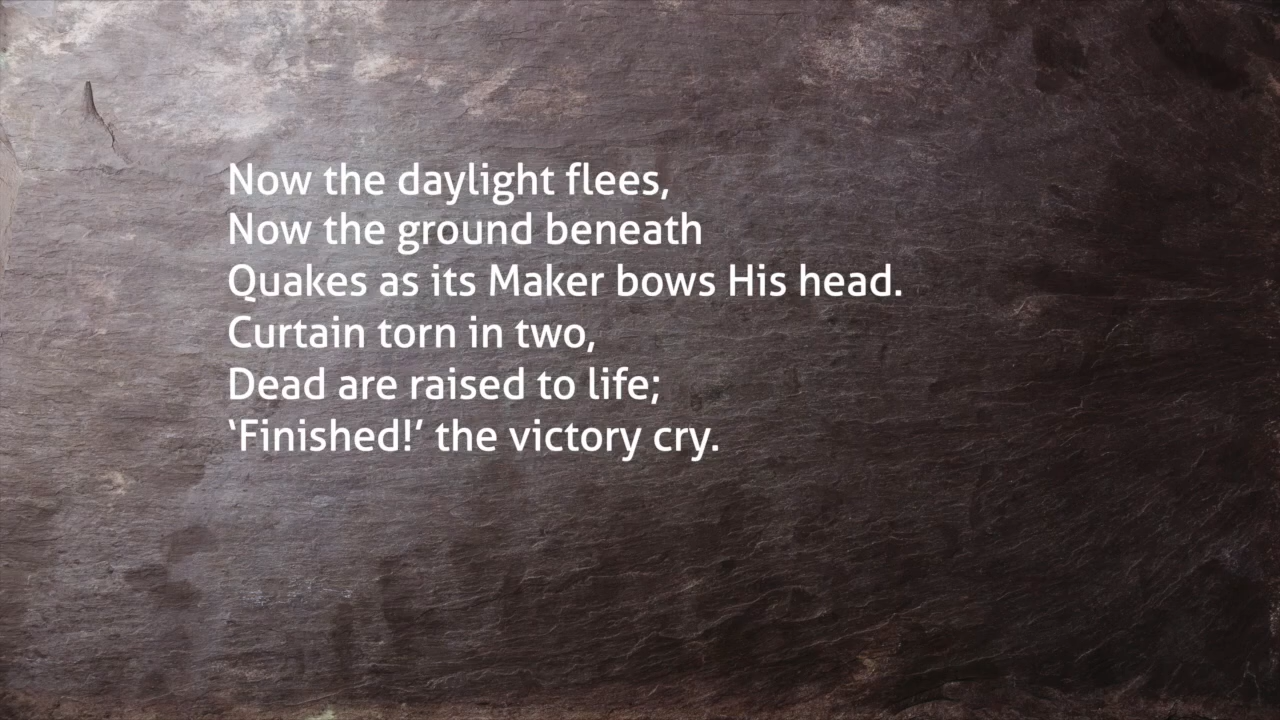 Now the daylight flees,
Now the ground beneath
Quakes as its Maker bows His head.
Curtain torn in two,
Dead are raised to life;
‘Finished!’ the victory cry.